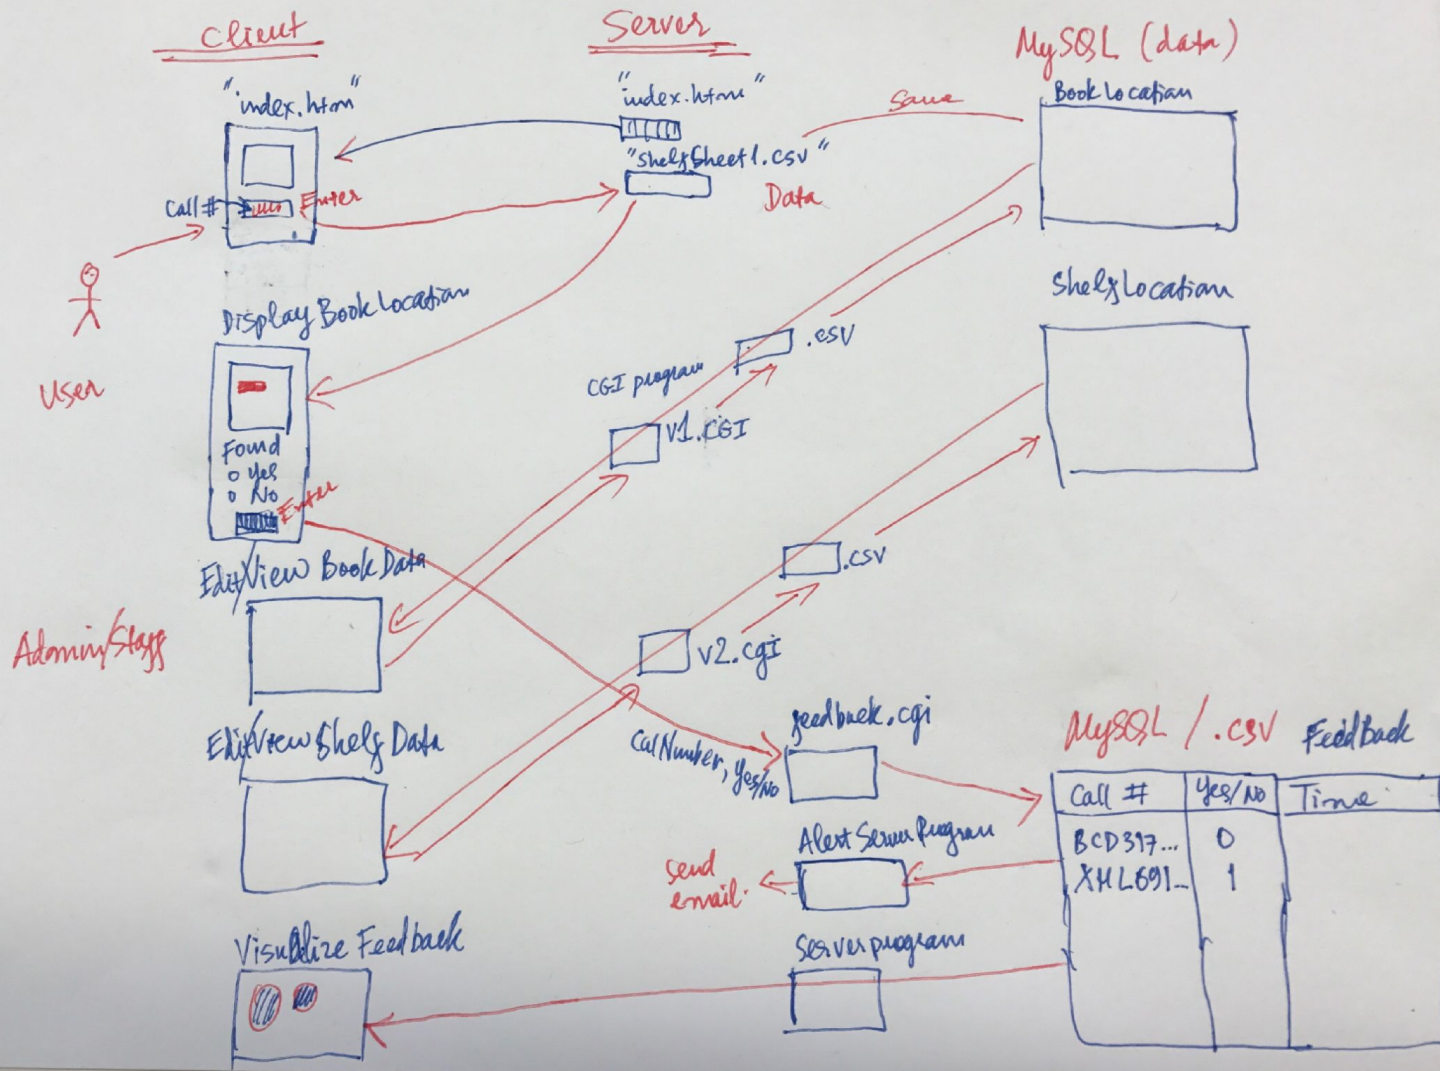 Client
Server
MySQL (data)
"index.htm"
"index.htm"
Same
Book Location
"ShelfSheet1.csv"
Data
Call #
Enter
User
Display Book Location
Shelf Location
.csv
CGI program
v1.CGI
Found
o Yes
o No
Enter
Edit/View Book Data
.csv
Admin/Staff
v2.cgi
Edit/View Shelf Data
CalNumber, Yes/No
feedback.cgi
MySQL / .csv FeedBack
Call # Yes/No Time
BCD317... 0
XML691... 1
Alert Server Program
Send
email.
Visualize Feedback
Server program